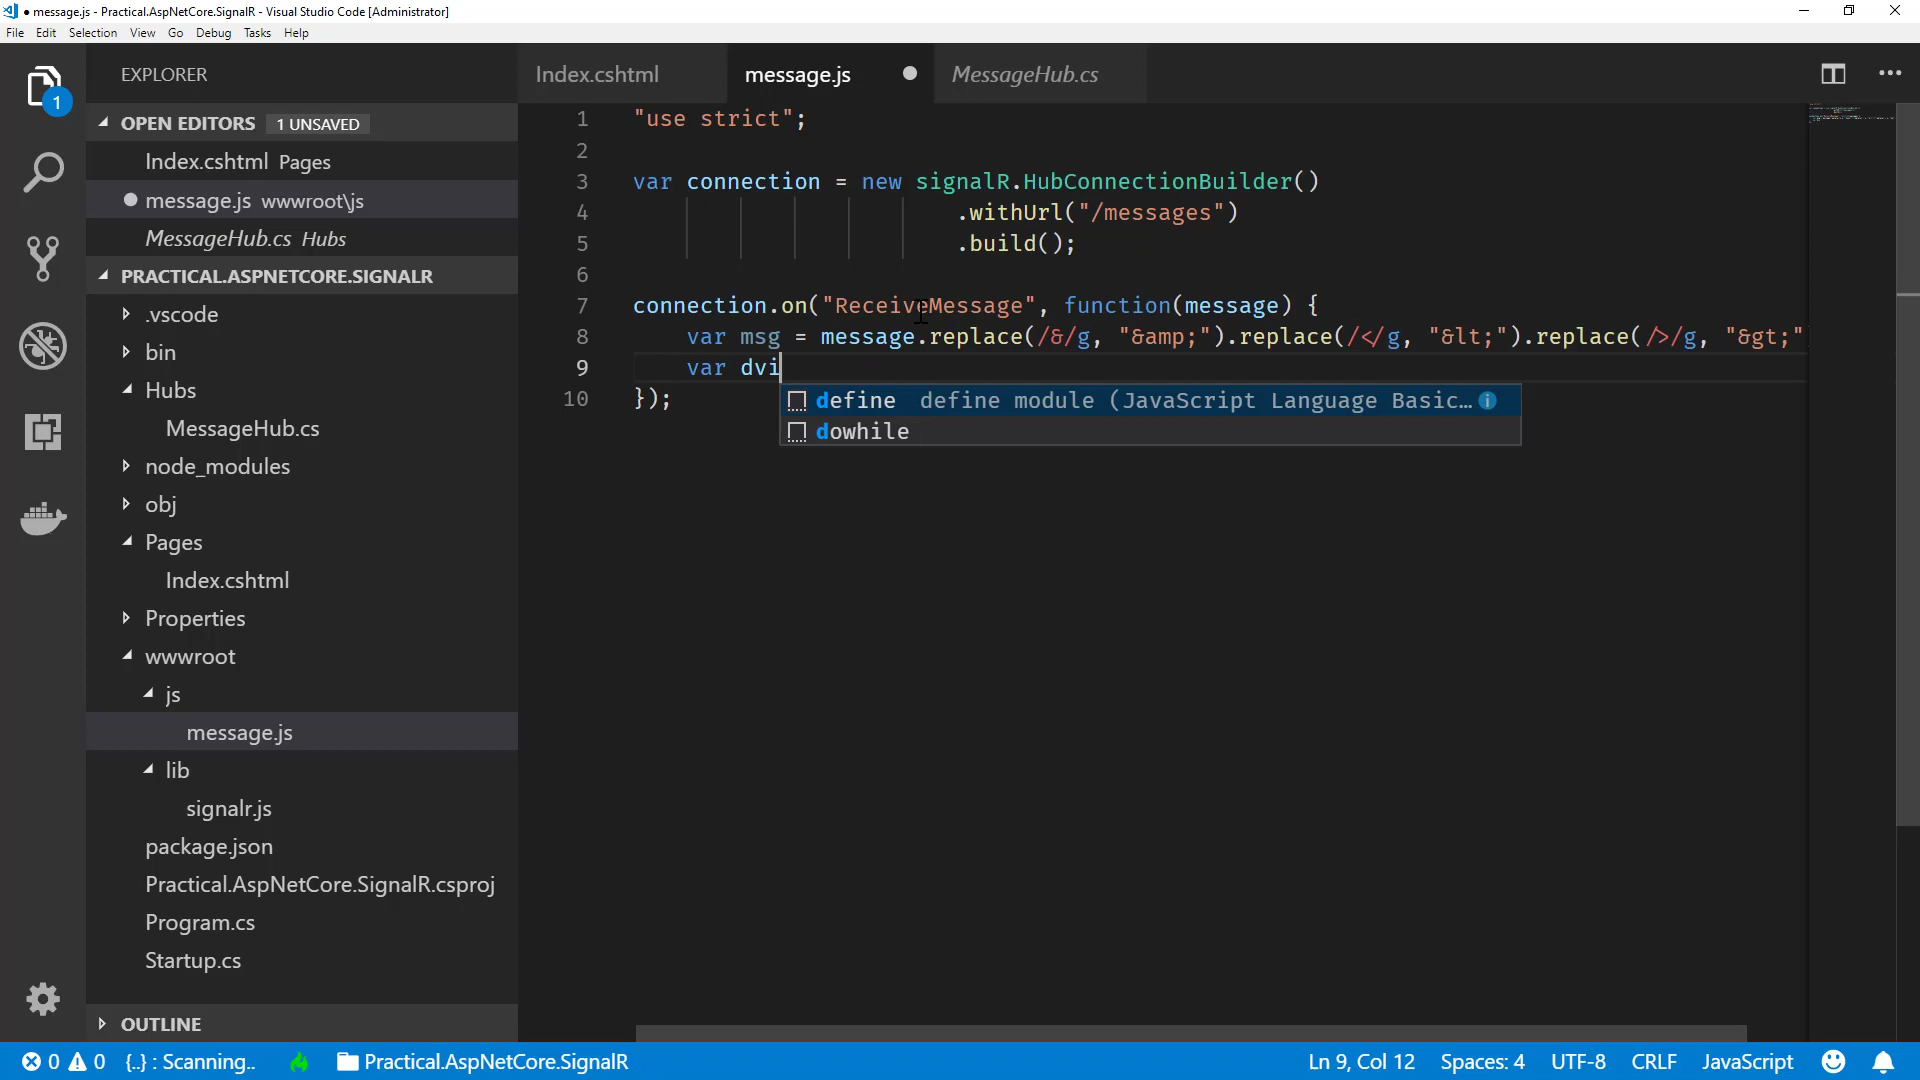 message.js - Practical.AspNetCore.SignalR - Visual Studio Code [Administrator]
File Edit Selection View Go Debug Tasks Help
1
EXPLORER
OPEN EDITORS 1 UNSAVED
Index.cshtml Pages
message.js wwwroot\js
MessageHub.cs Hubs
PRACTICAL.ASPNETCORE.SIGNALR
.vscode
bin
Hubs
MessageHub.cs
node_modules
obj
Pages
Index.cshtml
Properties
wwwroot
js
message.js
lib
signalr.js
package.json
Practical.AspNetCore.SignalR.csproj
Program.cs
Startup.cs
OUTLINE
Index.cshtml message.js MessageHub.cs
1 "use strict";
2
3 var connection = new signalR.HubConnectionBuilder()
4 .withUrl("/messages")
5 .build();
6
7 connection.on("ReceiveMessage", function(message) {
8 var msg = message.replace(/&/g, "&amp;").replace(/</g, "&lt;").replace(/>/g, "&gt;"
9 var dvi
10 });
define define module (JavaScript Language Basic…
dowhile
0 0 {..} : Scanning.. Practical.AspNetCore.SignalR Ln 9, Col 12 Spaces: 4 UTF-8 CRLF JavaScript